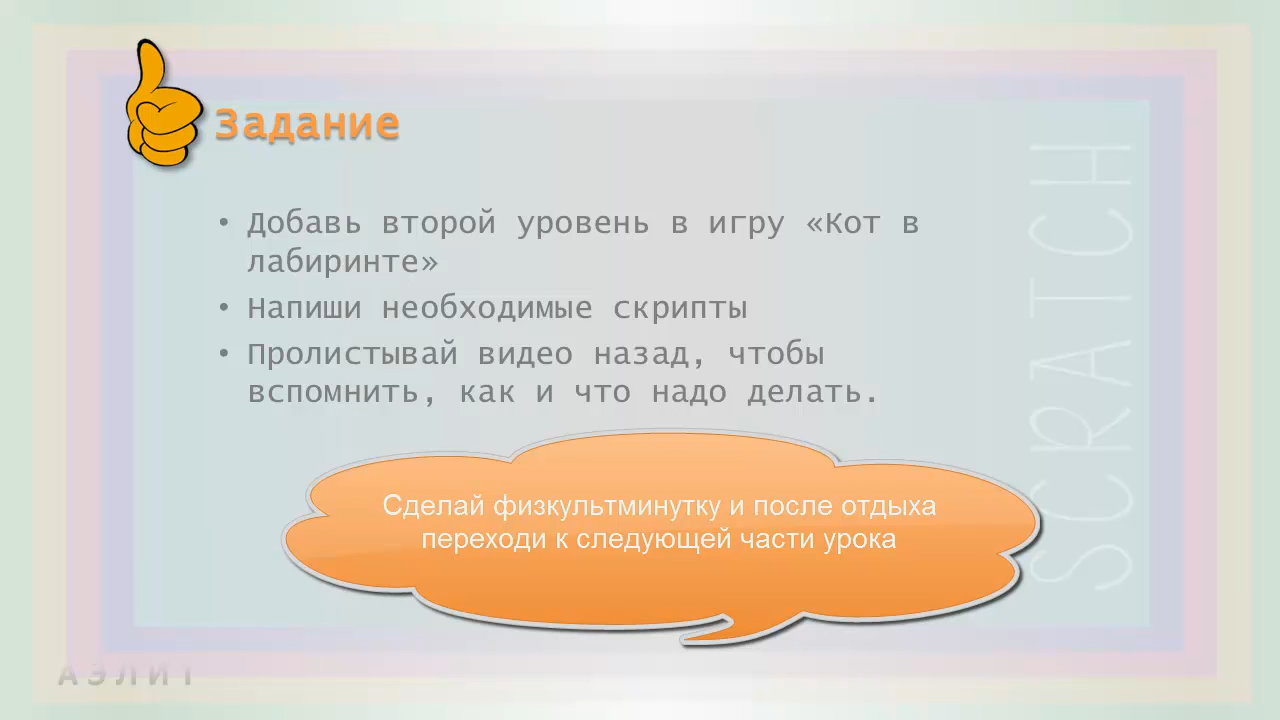 Задание
• Добавь второй уровень в игру «Кот в
лабиринте»
• Напиши необходимые скрипты
• Пролистывай видео назад, чтобы
вспомнить, как и что надо делать.
Сделай физкультминутку и после отдыха
переходи к следующей части урока
SCRATCH
АЭЛИТ